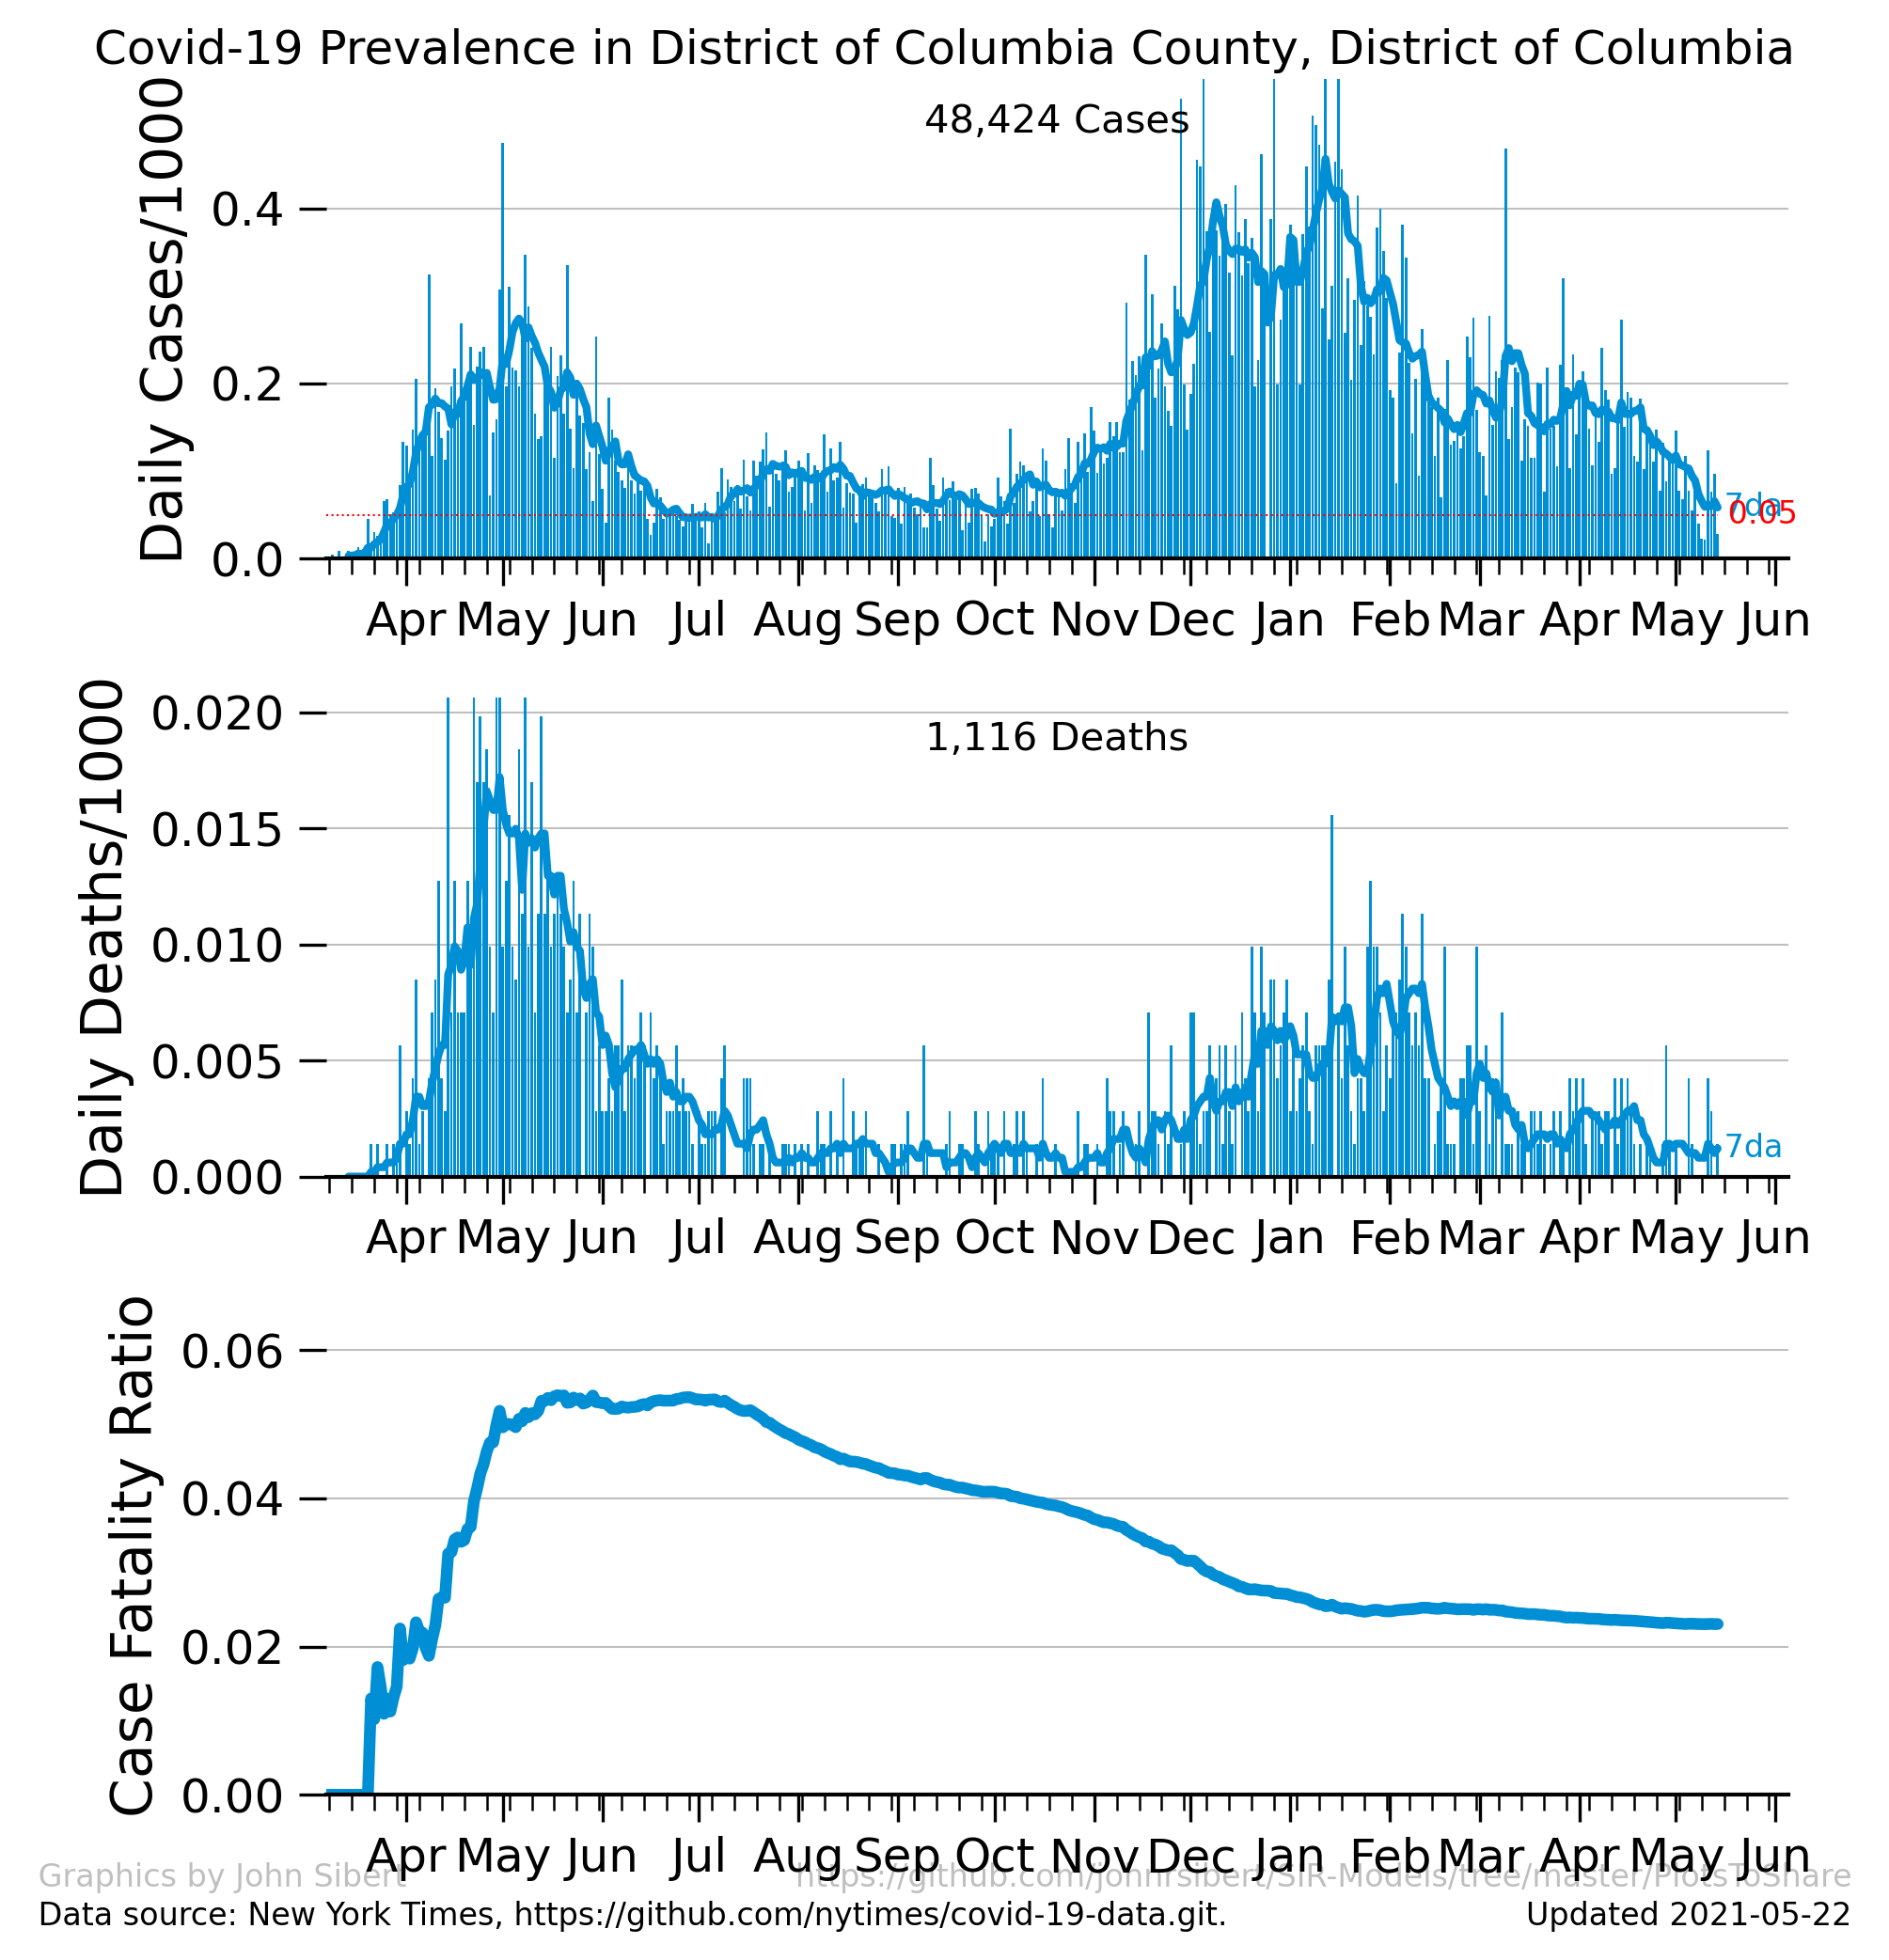 Covid-19 Prevalence in District of Columbia County, District of Columbia
Daily Cases/1000
48,424 Cases
0.4
0.2
0.0
7da
0.05
Apr May Jun Jul Aug Sep Oct Nov Dec Jan Feb Mar Apr May Jun
Daily Deaths/1000
1,116 Deaths
0.020
0.015
0.010
0.005
0.000
7da
Apr May Jun Jul Aug Sep Oct Nov Dec Jan Feb Mar Apr May Jun
Case Fatality Ratio
0.06
0.04
0.02
0.00
Apr May Jun Jul Aug Sep Oct Nov Dec Jan Feb Mar Apr May Jun
Graphics by John Sibert https://github.com/johnrsibert/SIR-Models/tree/master/PlotsToShare
Data source: New York Times, https://github.com/nytimes/covid-19-data.git. Updated 2021-05-22